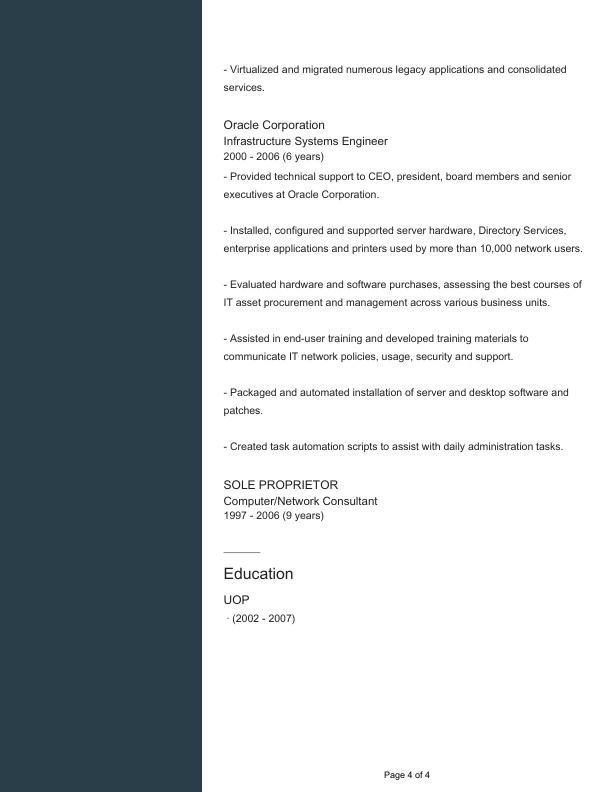 - Virtualized and migrated numerous legacy applications and consolidated
services.
Oracle Corporation
Infrastructure Systems Engineer
2000 - 2006 (6 years)
- Provided technical support to CEO, president, board members and senior
executives at Oracle Corporation.
- Installed, configured and supported server hardware, Directory Services,
enterprise applications and printers used by more than 10,000 network users.
- Evaluated hardware and software purchases, assessing the best courses of
IT asset procurement and management across various business units.
- Assisted in end-user training and developed training materials to
communicate IT network policies, usage, security and support.
- Packaged and automated installation of server and desktop software and
patches.
- Created task automation scripts to assist with daily administration tasks.
SOLE PROPRIETOR
Computer/Network Consultant
1997 - 2006 (9 years)
Education
UOP
· (2002 - 2007)
Page 4 of 4